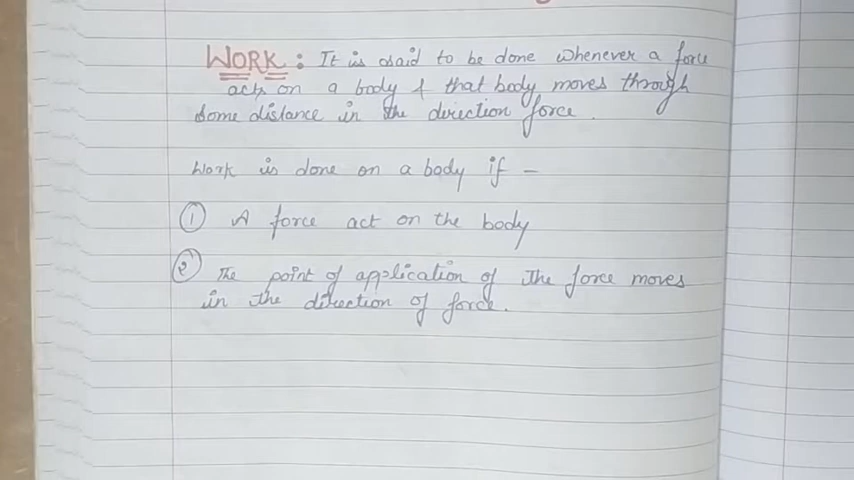 WORK : It is said to be done whenever a force
acts on a body & that body moves through
some distance in the direction force.
Work is done on a body if -
① A force act on the body
② The point of application of the force moves
in the direction of force.